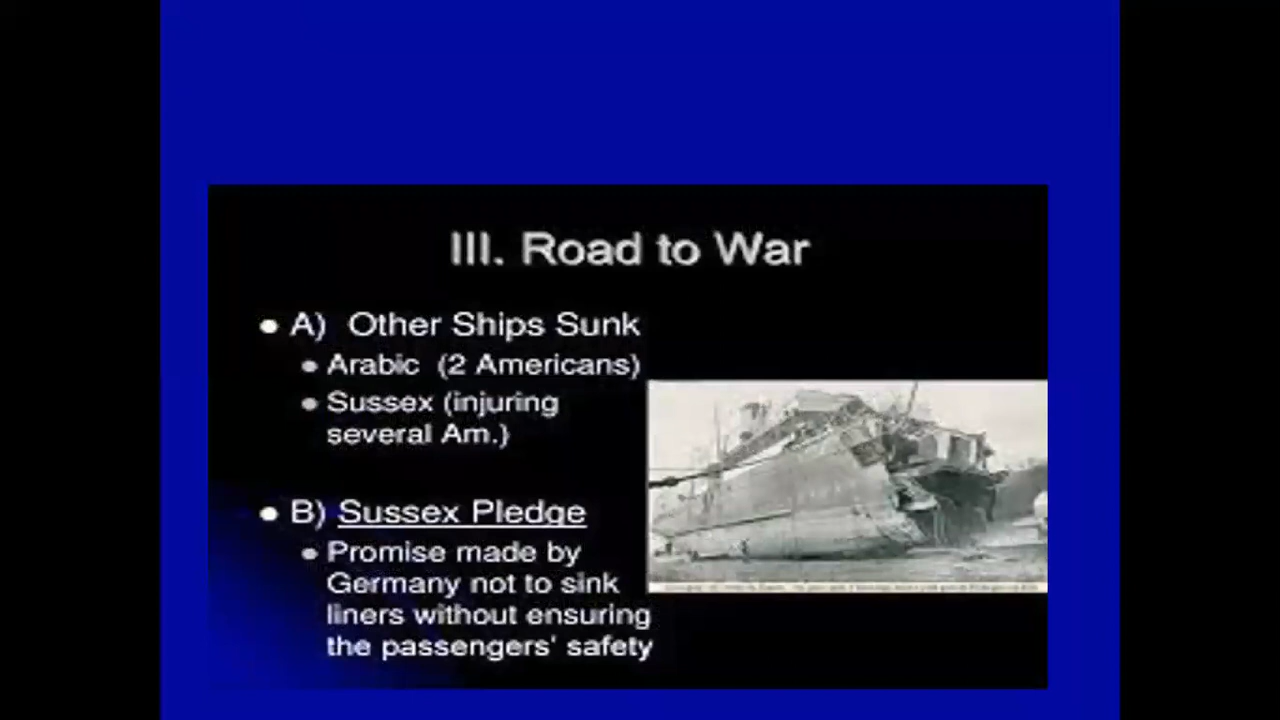 III. Road to War
● A) Other Ships Sunk
● Arabic (2 Americans)
● Sussex (injuring
several Am.)
● B) Sussex Pledge
● Promise made by
Germany not to sink
liners without ensuring
the passengers' safety